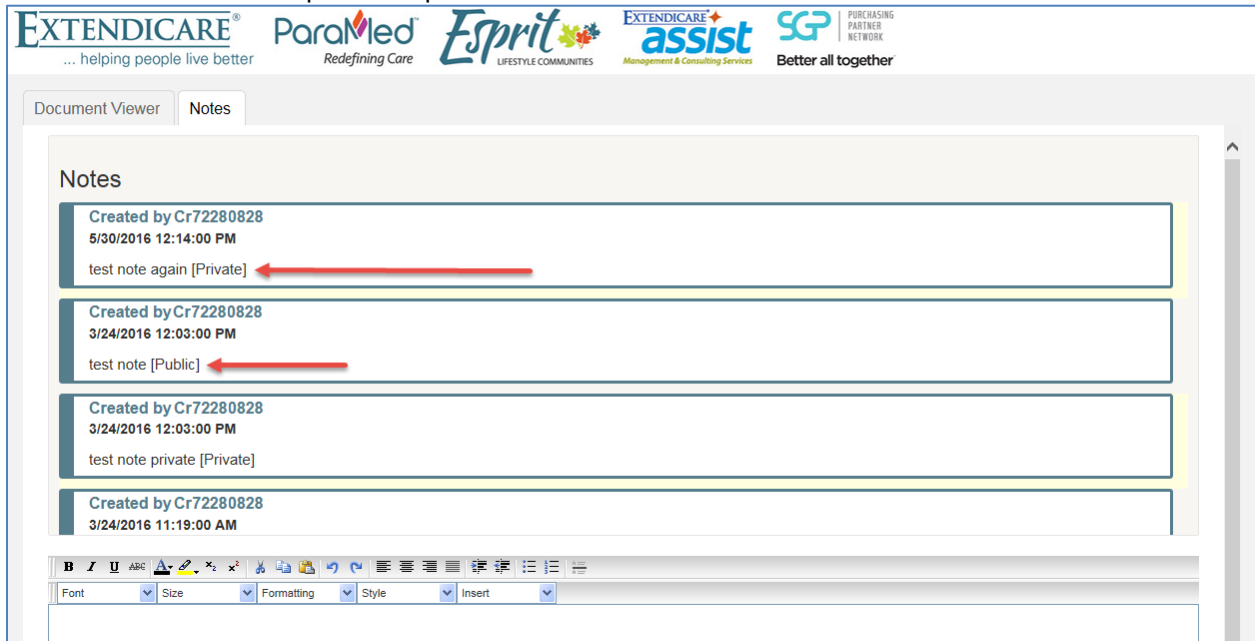 EXTENDICARE®
... helping people live better
ParaMed™
Redefining Care
Esprit
LIFESTYLE COMMUNITIES
EXTENDICARE
assist
Management & Consulting Services
SGP
PURCHASING
PARTNER
NETWORK
Better all together
Document Viewer Notes
Notes
Created by Cr72280828
5/30/2016 12:14:00 PM
test note again [Private]
Created by Cr72280828
3/24/2016 12:03:00 PM
test note [Public]
Created by Cr72280828
3/24/2016 12:03:00 PM
test note private [Private]
Created by Cr72280828
3/24/2016 11:19:00 AM
B I U ABC A x₂ x²
Font Size Formatting Style Insert